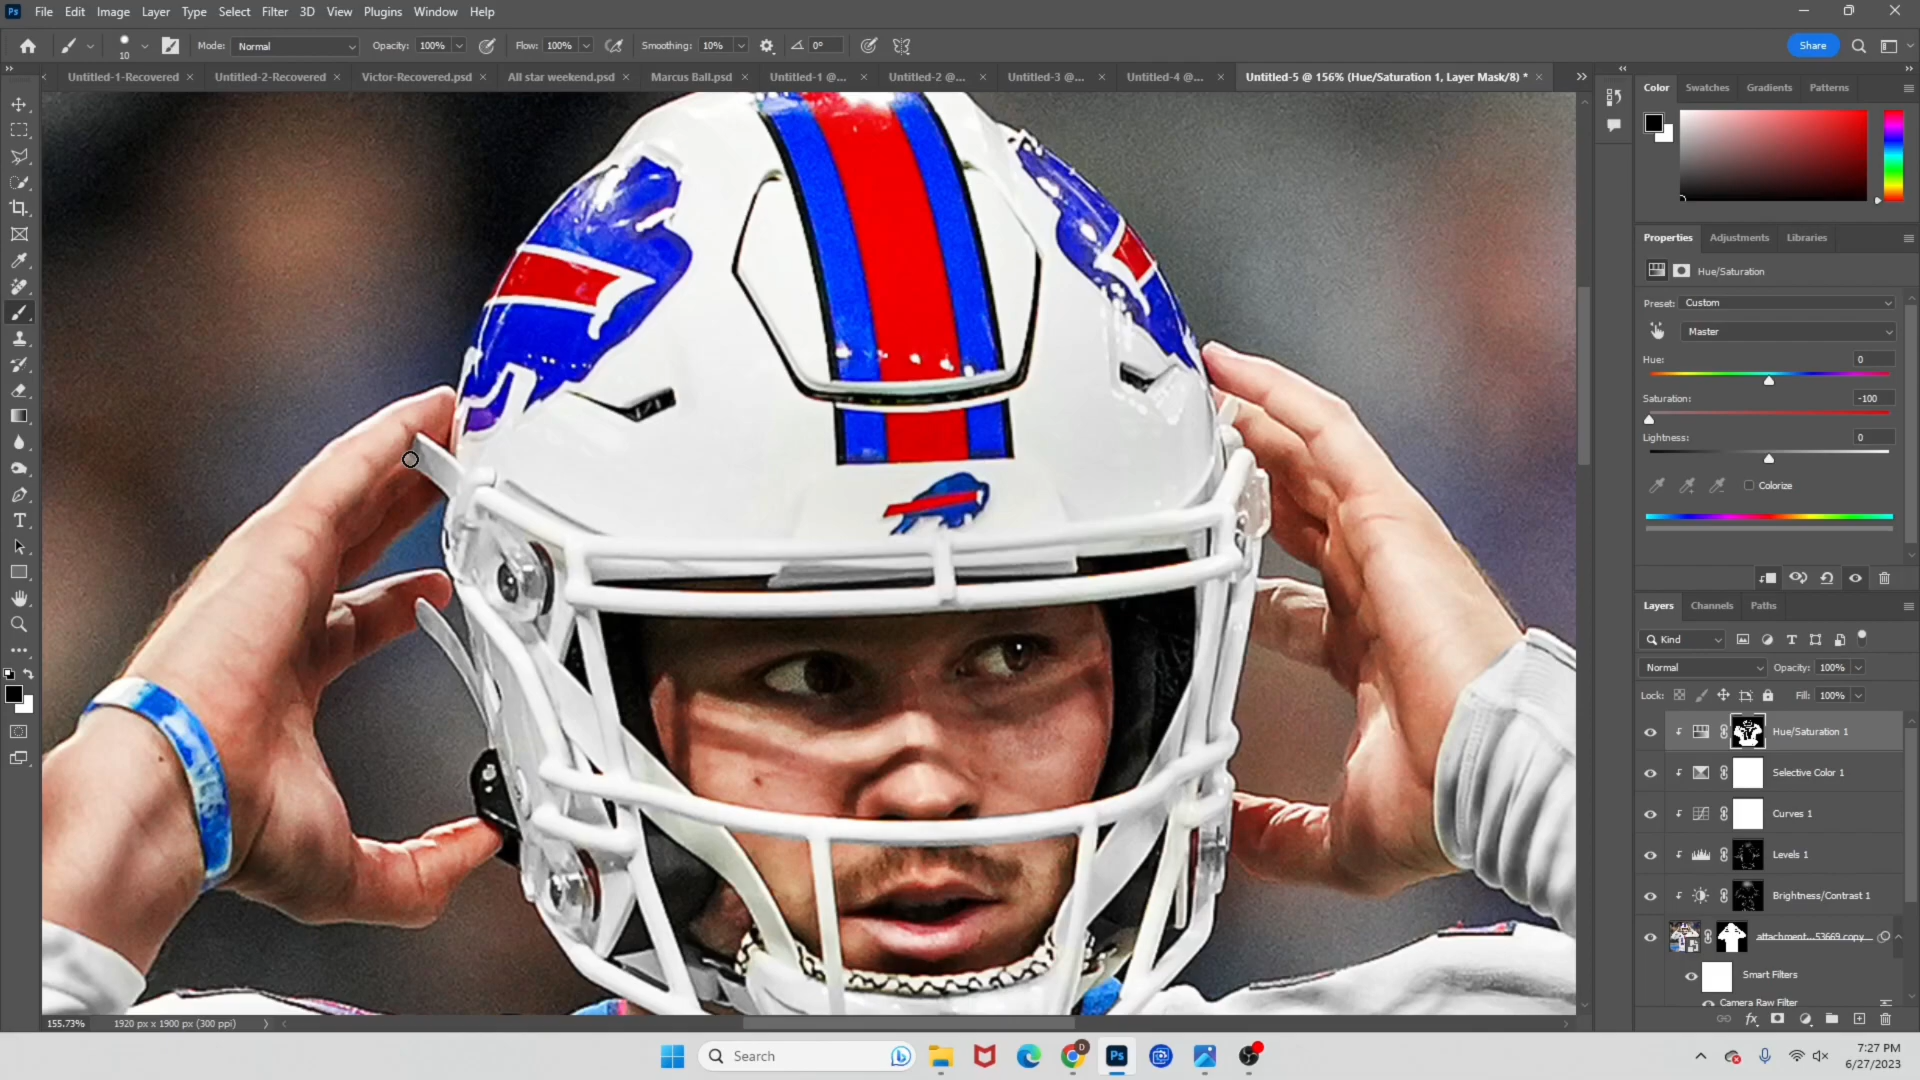 Ps File Edit Image Layer Type Select Filter 3D View Plugins Window Help
10 Mode: Normal Opacity: 100% Flow: 100% Smoothing: 10% 0° Share
Untitled-1-Recovered × Untitled-2-Recovered × Victor-Recovered.psd × All star weekend.psd × Marcus Ball.psd × Untitled-1 @... × Untitled-2 @... × Untitled-3 @... × Untitled-4 @... × Untitled-5 @ 156% (Hue/Saturation 1, Layer Mask/8) * ×
Color Swatches Gradients Patterns
Properties Adjustments Libraries
Hue/Saturation
Preset: Custom
Master
Hue: 0
Saturation: -100
Lightness: 0
Colorize
Layers Channels Paths
Kind
Normal Opacity: 100%
Lock: Fill: 100%
Hue/Saturation 1
Selective Color 1
Curves 1
Levels 1
Brightness/Contrast 1
attachment...53669 copy
Smart Filters
Camera Raw Filter
155.73% 1920 px x 1900 px (300 ppi)
Search
Ps
D
7:27 PM
6/27/2023